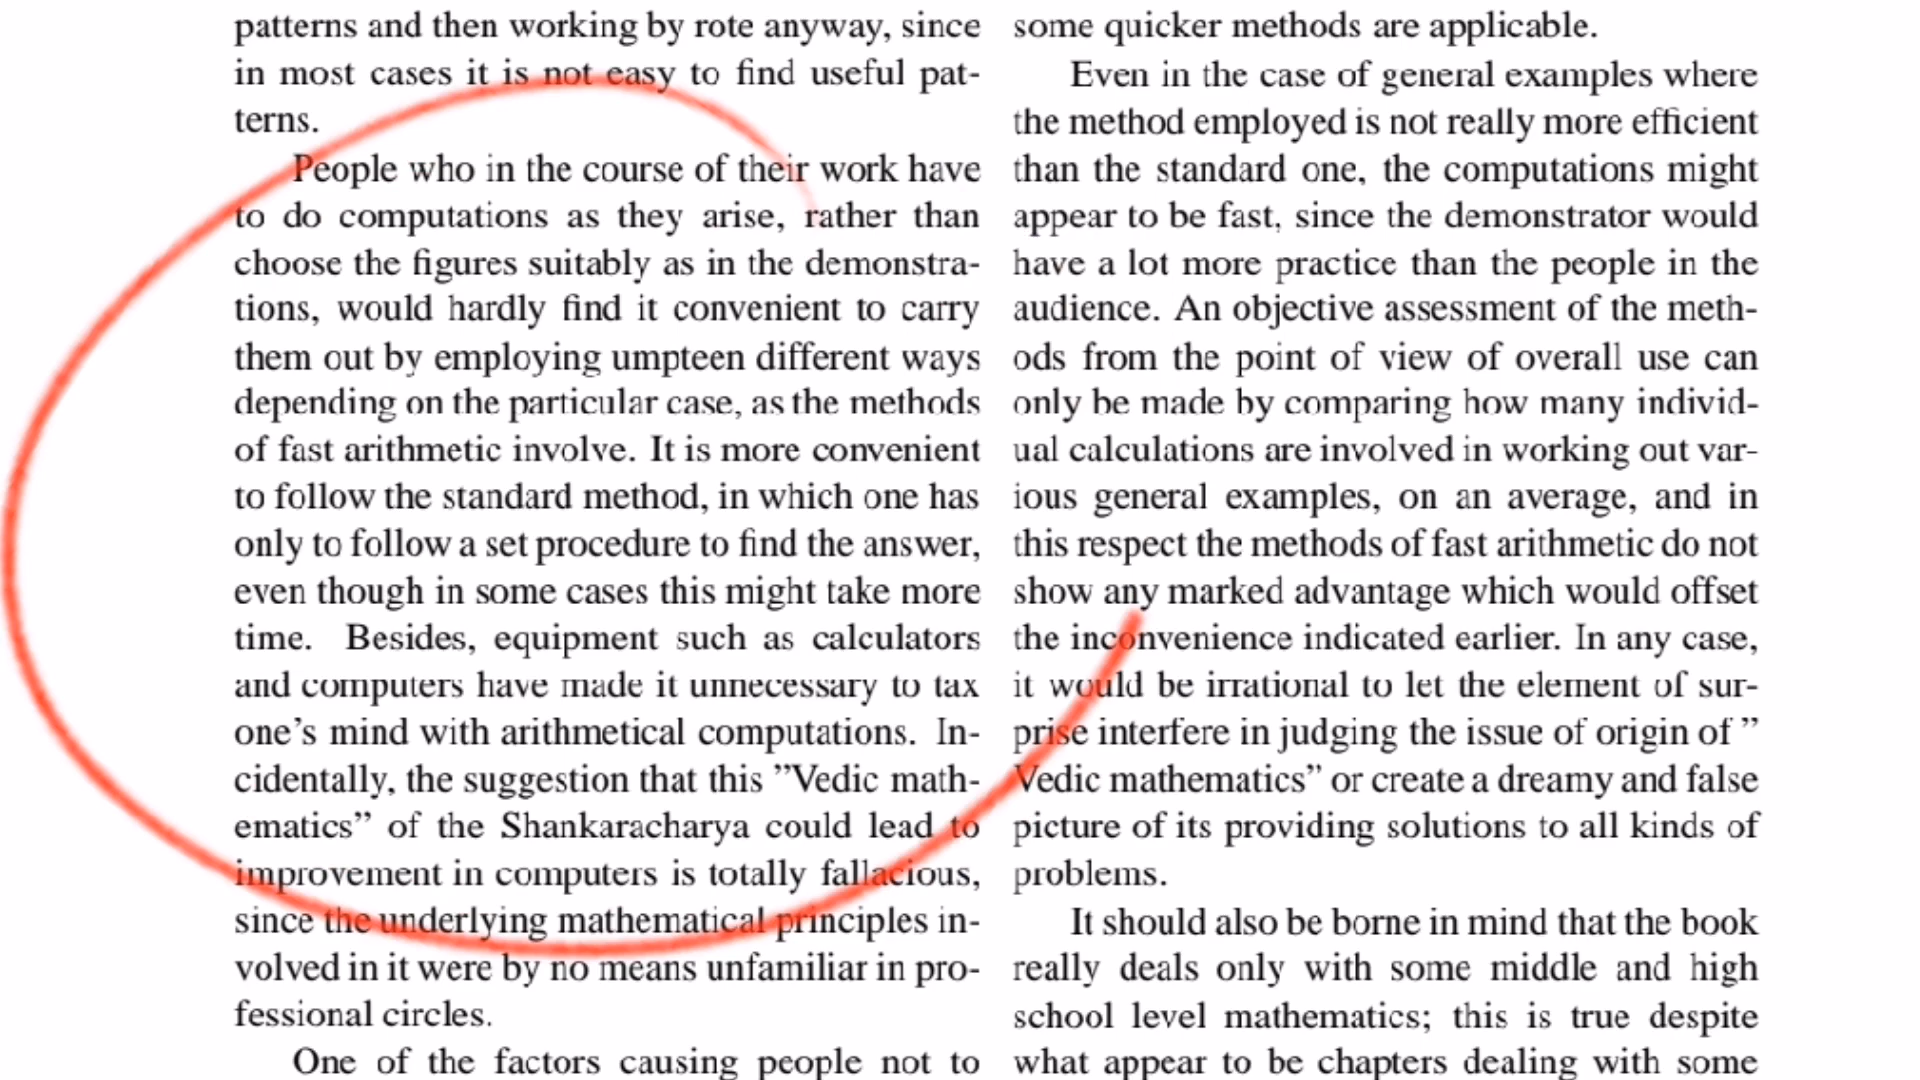 patterns and then working by rote anyway, since
in most cases it is not easy to find useful pat-
terns.
People who in the course of their work have
to do computations as they arise, rather than
choose the figures suitably as in the demonstra-
tions, would hardly find it convenient to carry
them out by employing umpteen different ways
depending on the particular case, as the methods
of fast arithmetic involve. It is more convenient
to follow the standard method, in which one has
only to follow a set procedure to find the answer,
even though in some cases this might take more
time. Besides, equipment such as calculators
and computers have made it unnecessary to tax
one's mind with arithmetical computations. In-
cidentally, the suggestion that this ”Vedic math-
ematics” of the Shankaracharya could lead to
improvement in computers is totally fallacious,
since the underlying mathematical principles in-
volved in it were by no means unfamiliar in pro-
fessional circles.
One of the factors causing people not to
some quicker methods are applicable.
Even in the case of general examples where
the method employed is not really more efficient
than the standard one, the computations might
appear to be fast, since the demonstrator would
have a lot more practice than the people in the
audience. An objective assessment of the meth-
ods from the point of view of overall use can
only be made by comparing how many individ-
ual calculations are involved in working out var-
ious general examples, on an average, and in
this respect the methods of fast arithmetic do not
show any marked advantage which would offset
the inconvenience indicated earlier. In any case,
it would be irrational to let the element of sur-
prise interfere in judging the issue of origin of ”
Vedic mathematics” or create a dreamy and false
picture of its providing solutions to all kinds of
problems.
It should also be borne in mind that the book
really deals only with some middle and high
school level mathematics; this is true despite
what appear to be chapters dealing with some